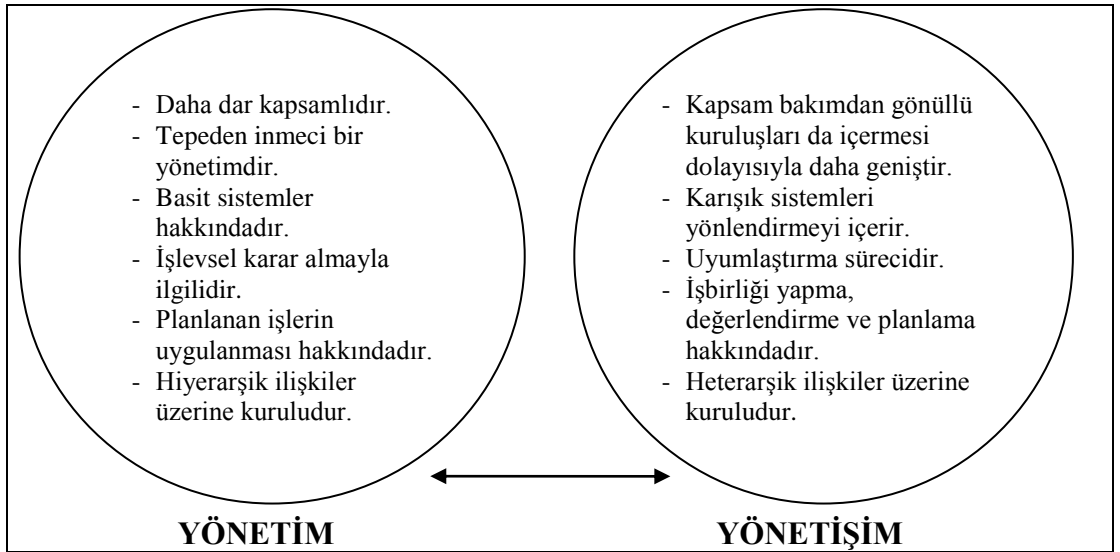 - Daha dar kapsamlıdır.
- Tepeden inmeci bir
yönetimdir.
- Basit sistemler
hakkındadır.
- İşlevsel karar almayla
ilgilidir.
- Planlanan işlerin
uygulanması hakkındadır.
- Hiyerarşik ilişkiler
üzerine kuruludur.
- Kapsam bakımdan gönüllü
kuruluşları da içermesi
dolayısıyla daha geniştir.
- Karışık sistemleri
yönlendirmeyi içerir.
- Uyumlaştırma sürecidir.
- İşbirliği yapma,
değerlendirme ve planlama
hakkındadır.
- Heterarşik ilişkiler üzerine
kuruludur.
YÖNETİM
YÖNETİŞİM